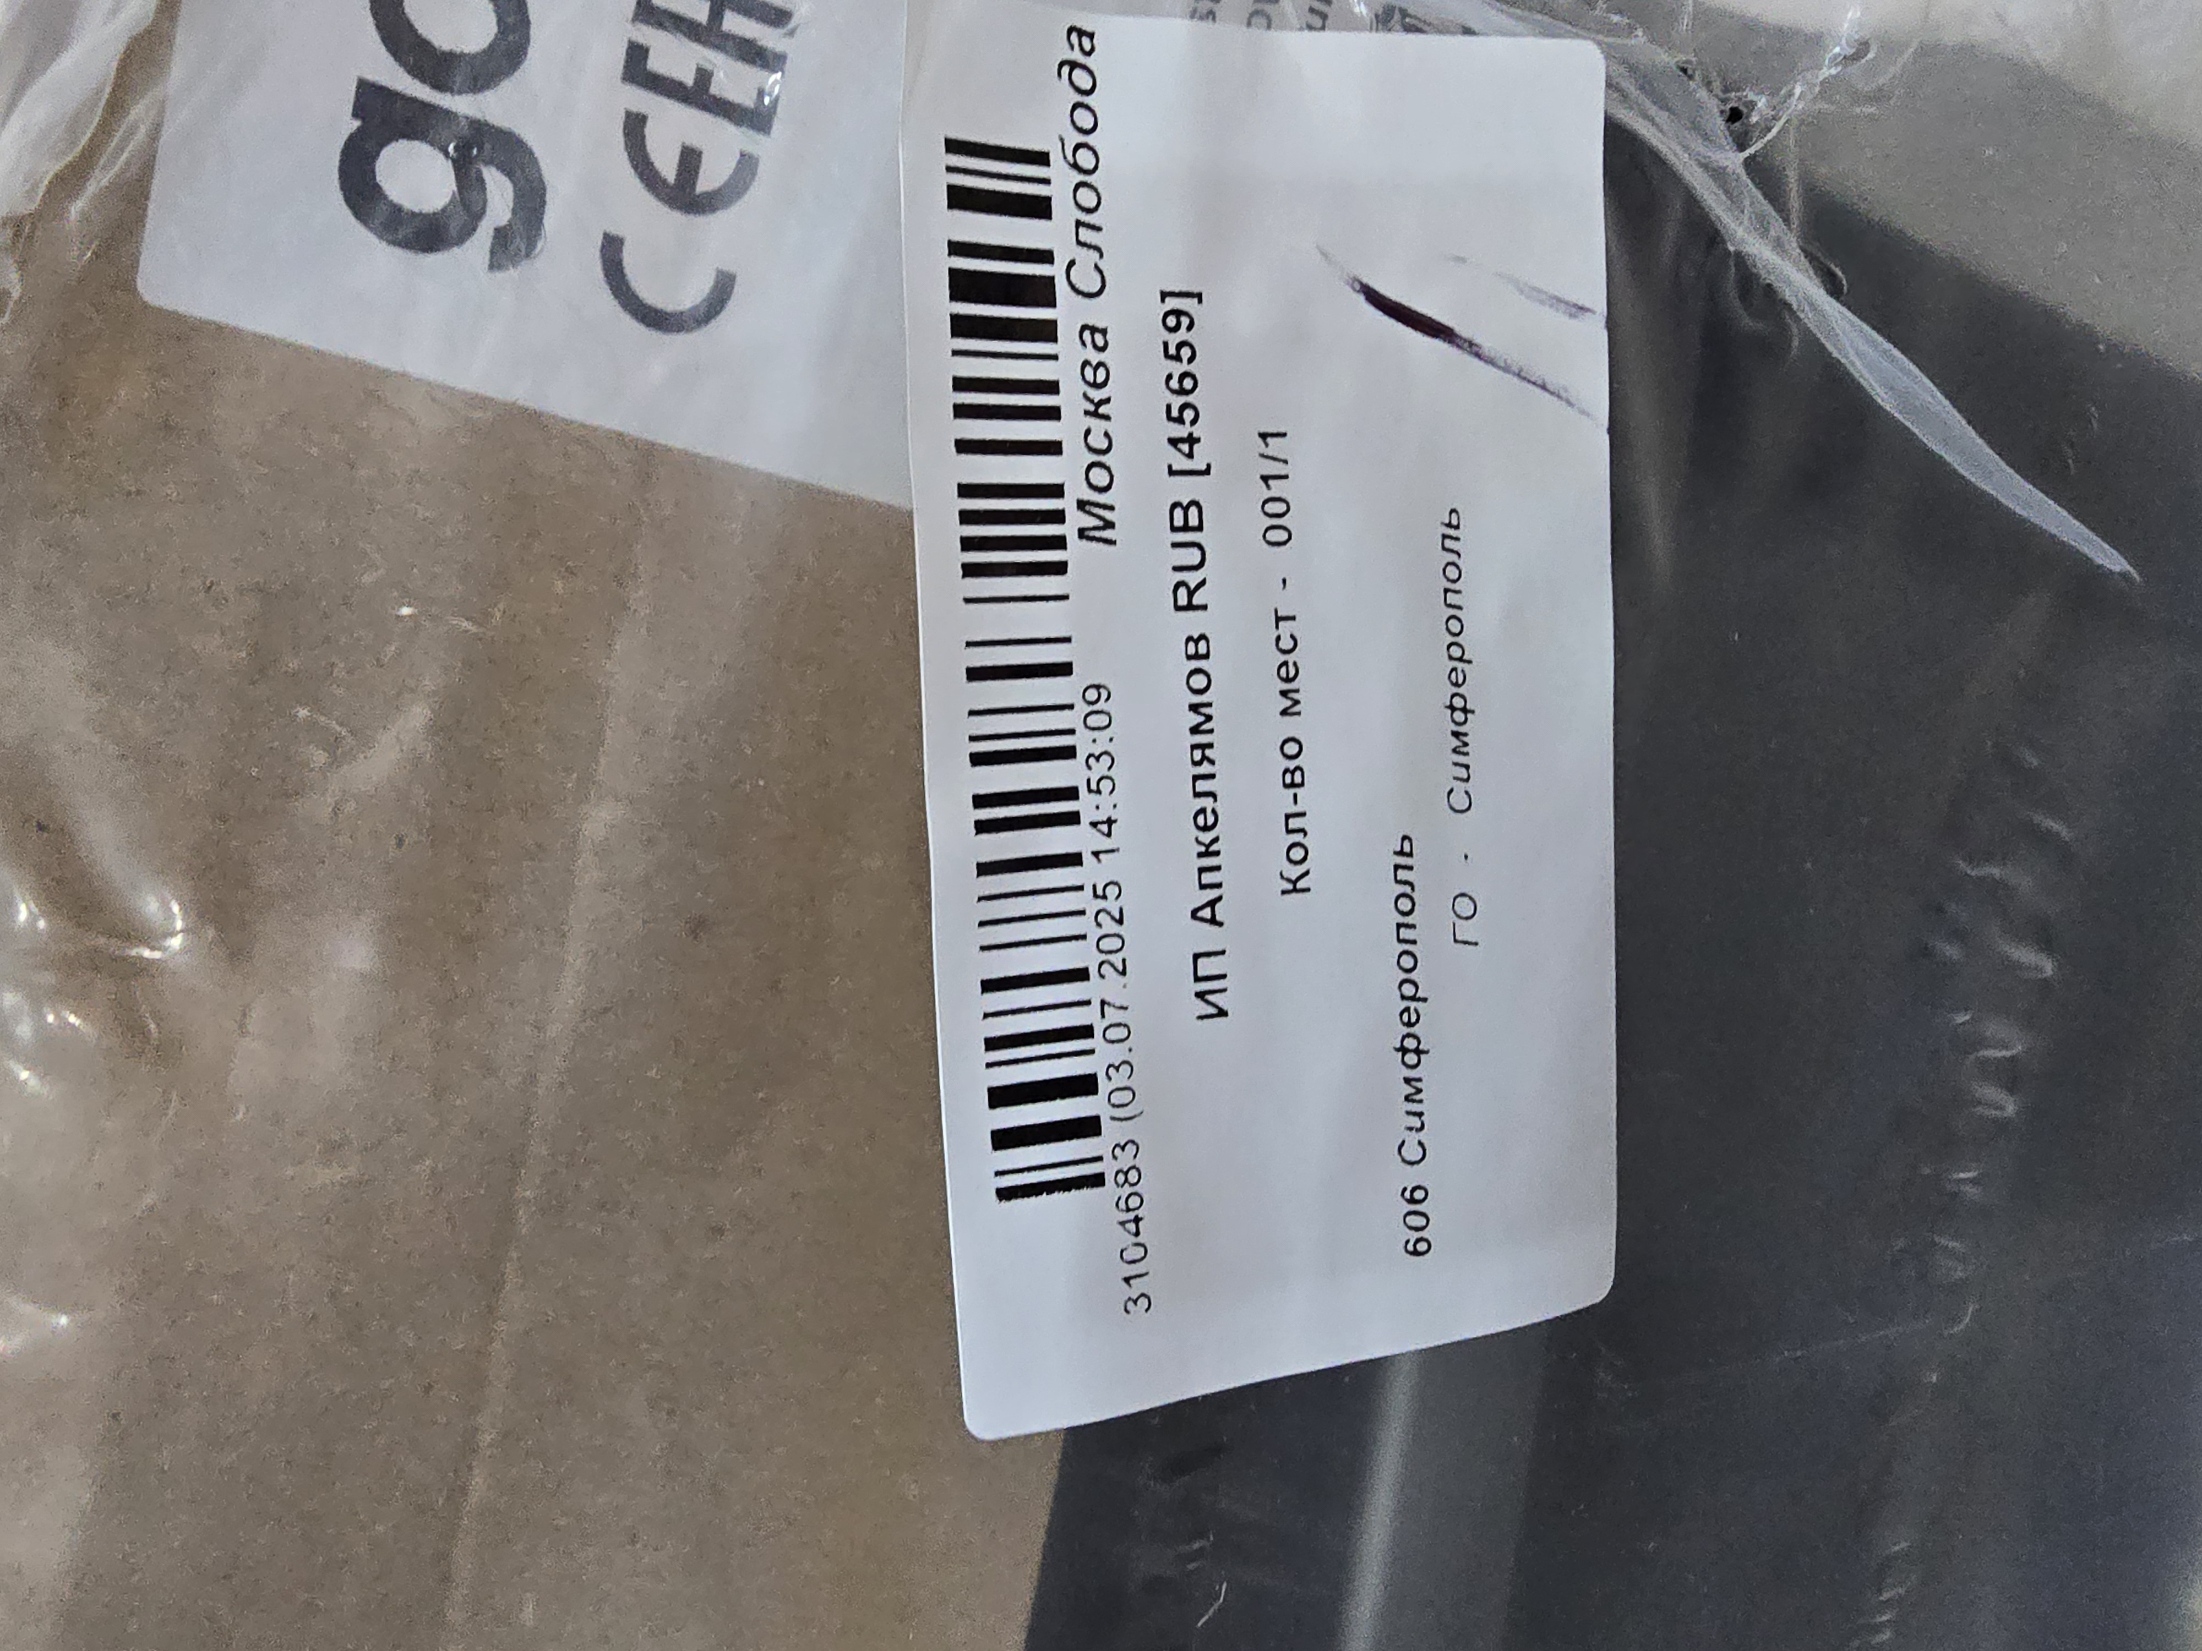 3104683 (03.07.2025 14:53:09 Москва Слобода
ИП Апкелямов RUB [45659]
Кол-во мест - 001/1
606 Симферополь
ГО - Симферополь